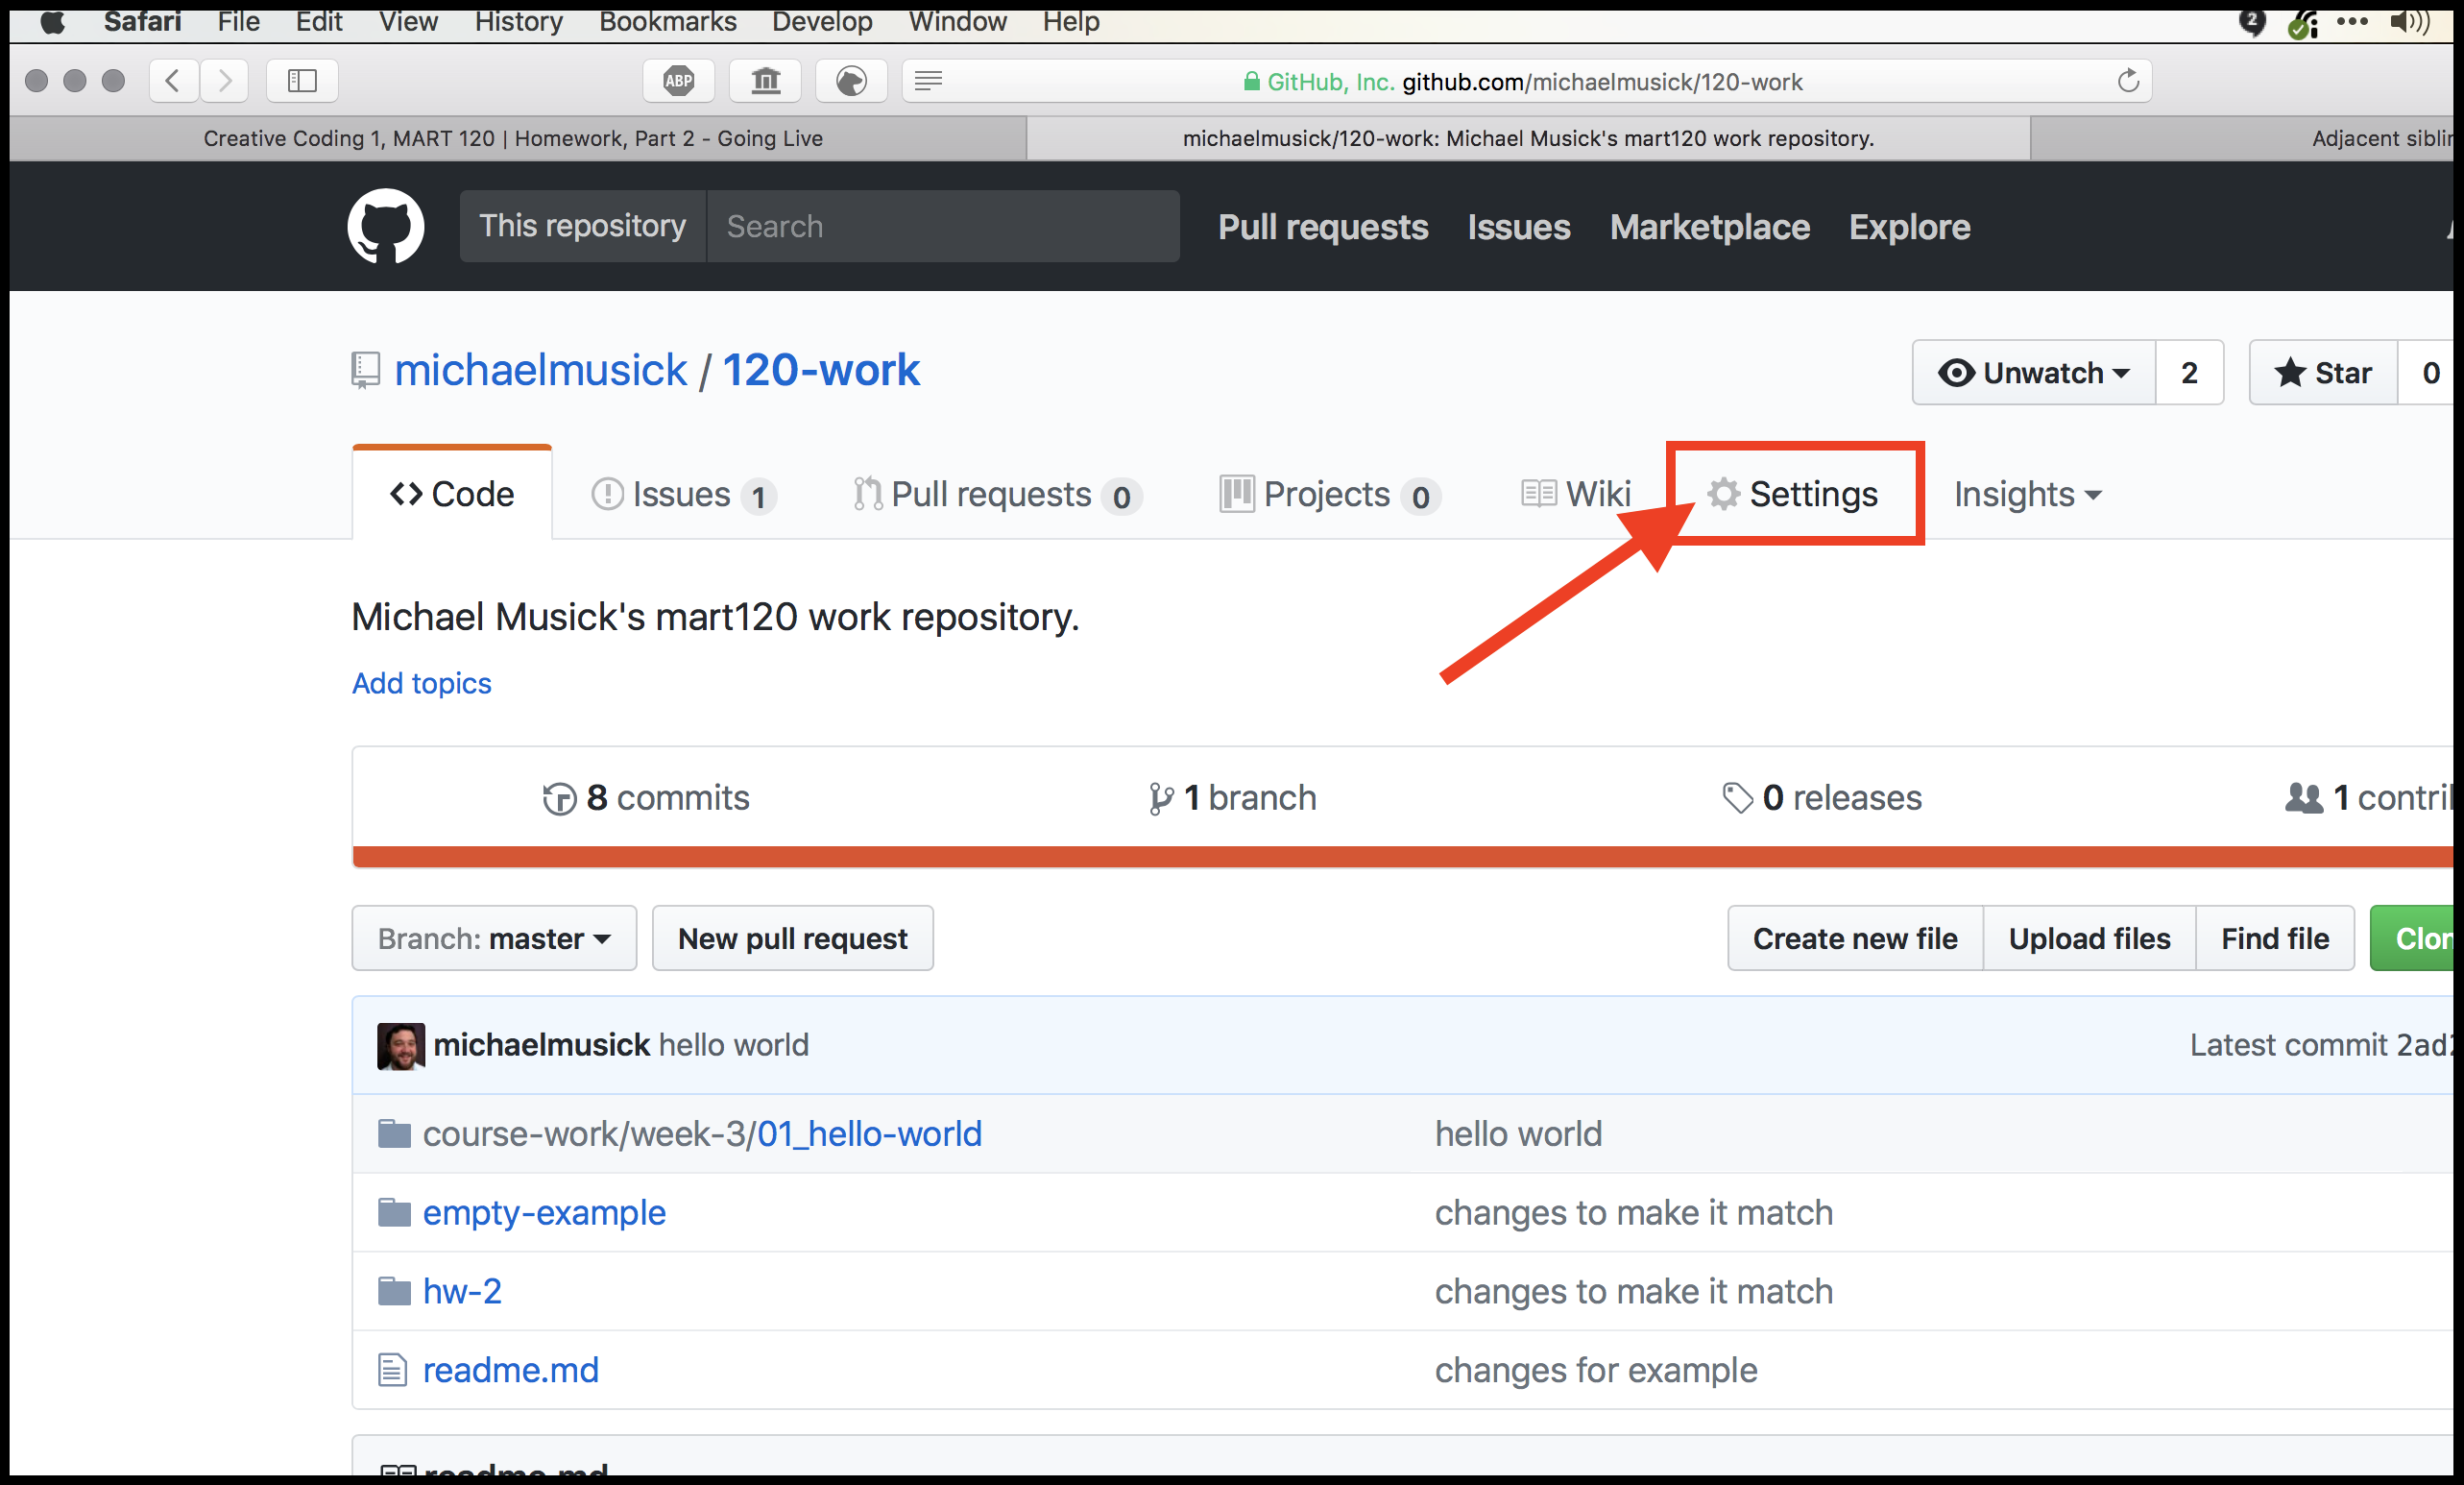 Safari File Edit View History Bookmarks Develop Window Help 2
ABP GitHub, Inc. github.com/michaelmusick/120-work
Creative Coding 1, MART 120 | Homework, Part 2 - Going Live michaelmusick/120-work: Michael Musick's mart120 work repository. Adjacent siblin
This repository Search Pull requests Issues Marketplace Explore
michaelmusick / 120-work Unwatch 2 Star 0
Code Issues 1 Pull requests 0 Projects 0 Wiki Settings Insights
Michael Musick's mart120 work repository.
Add topics
8 commits 1 branch 0 releases 1 contril
Branch: master New pull request Create new file Upload files Find file Clon
michaelmusick hello world Latest commit 2ad
course-work/week-3/01_hello-world hello world
empty-example changes to make it match
hw-2 changes to make it match
readme.md changes for example
readme.md